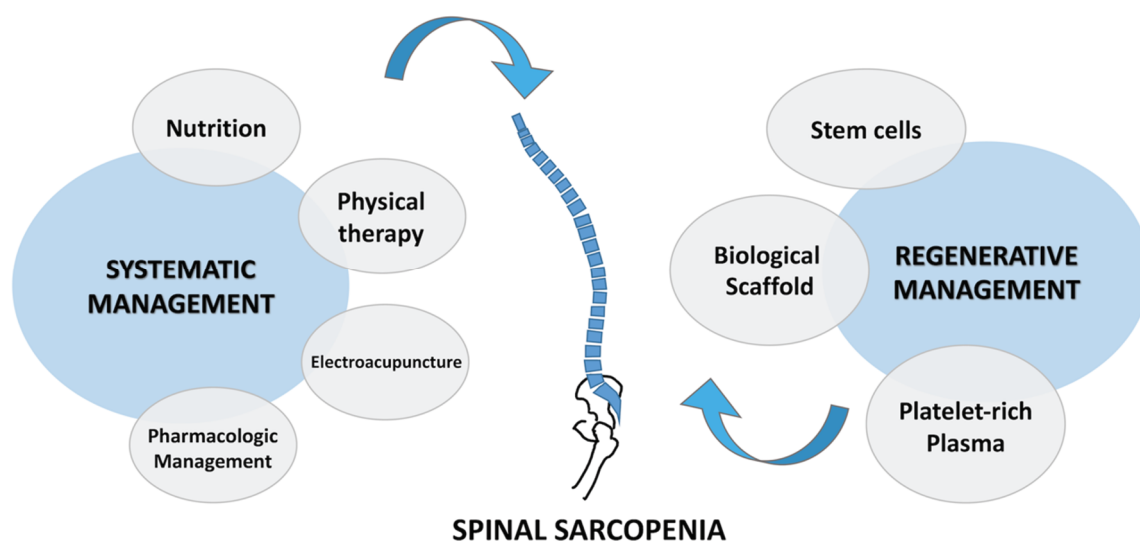 Nutrition
Physical
therapy
SYSTEMATIC
MANAGEMENT
Electroacupuncture
Pharmacologic
Management
Stem cells
Biological
Scaffold
REGENERATIVE
MANAGEMENT
Platelet-rich
Plasma
SPINAL SARCOPENIA